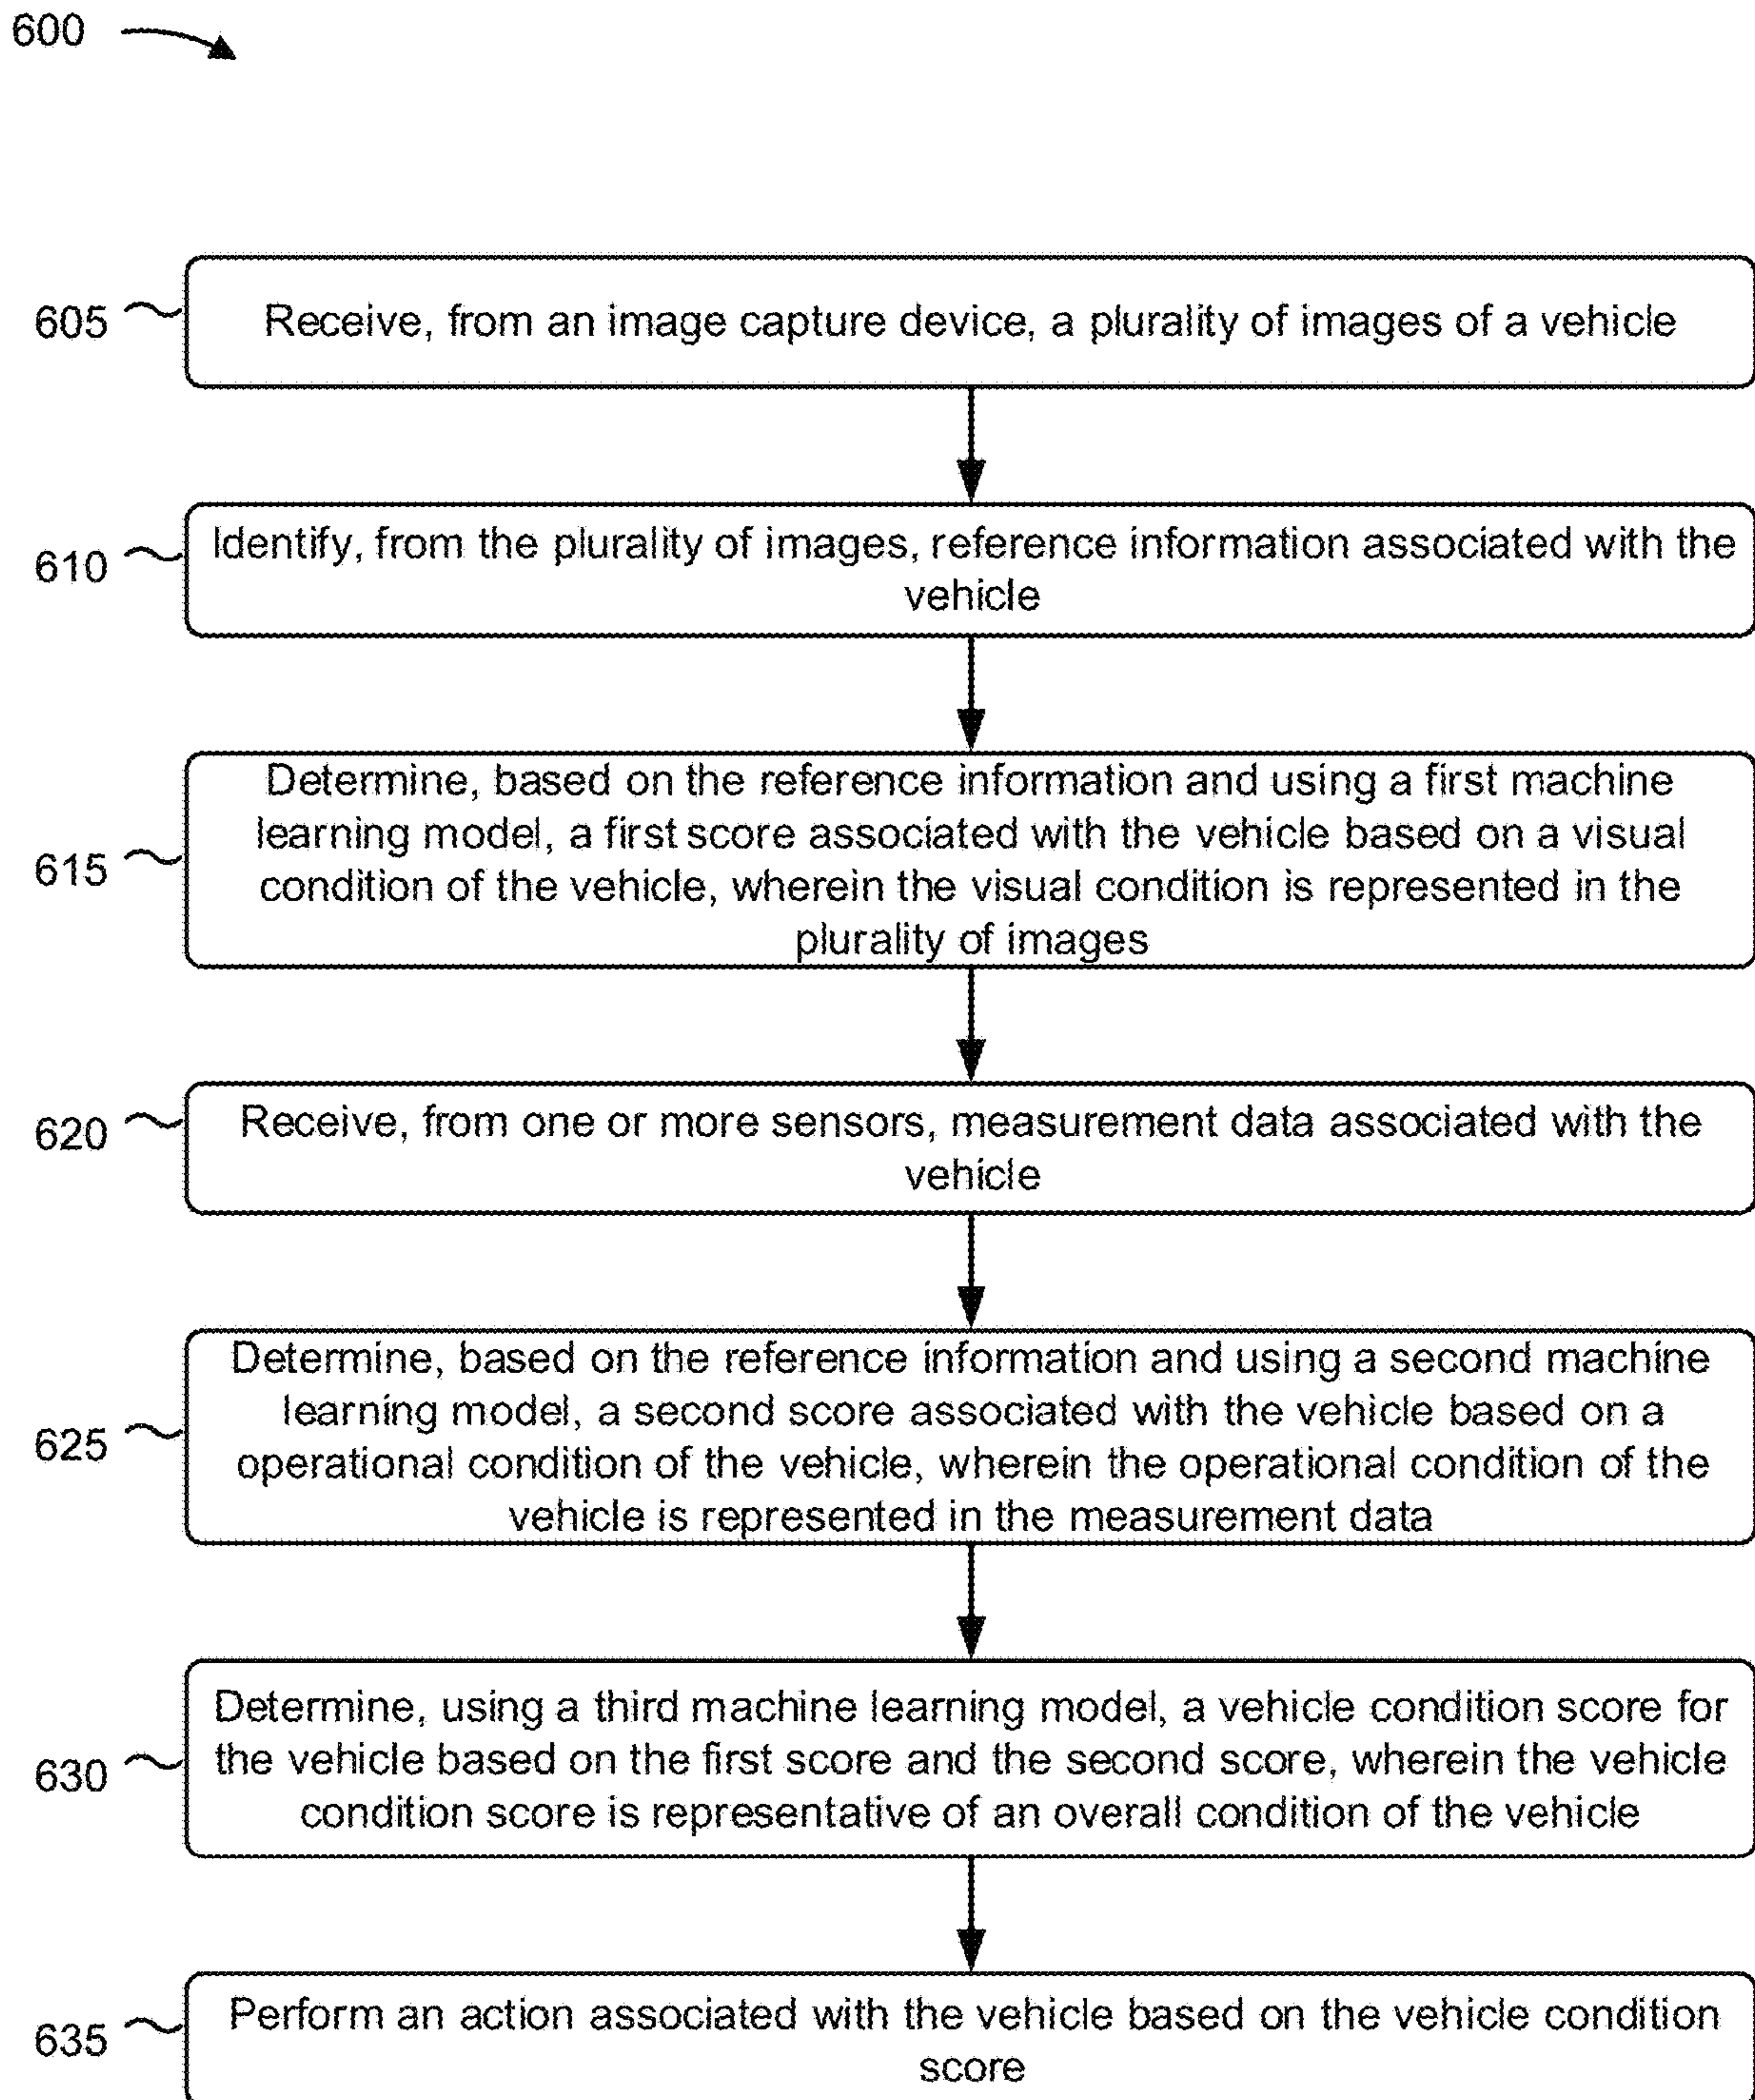 600
605
Receive, from an image capture device, a plurality of images of a vehicle
610
Identify, from the plurality of images, reference information associated with the
vehicle
615
Determine, based on the reference information and using a first machine
learning model, a first score associated with the vehicle based on a visual
condition of the vehicle, wherein the visual condition is represented in the
plurality of images
620
Receive, from one or more sensors, measurement data associated with the
vehicle
625
Determine, based on the reference information and using a second machine
learning model, a second score associated with the vehicle based on a
operational condition of the vehicle, wherein the operational condition of the
vehicle is represented in the measurement data
630
Determine, using a third machine learning model, a vehicle condition score for
the vehicle based on the first score and the second score, wherein the vehicle
condition score is representative of an overall condition of the vehicle
635
Perform an action associated with the vehicle based on the vehicle condition
score